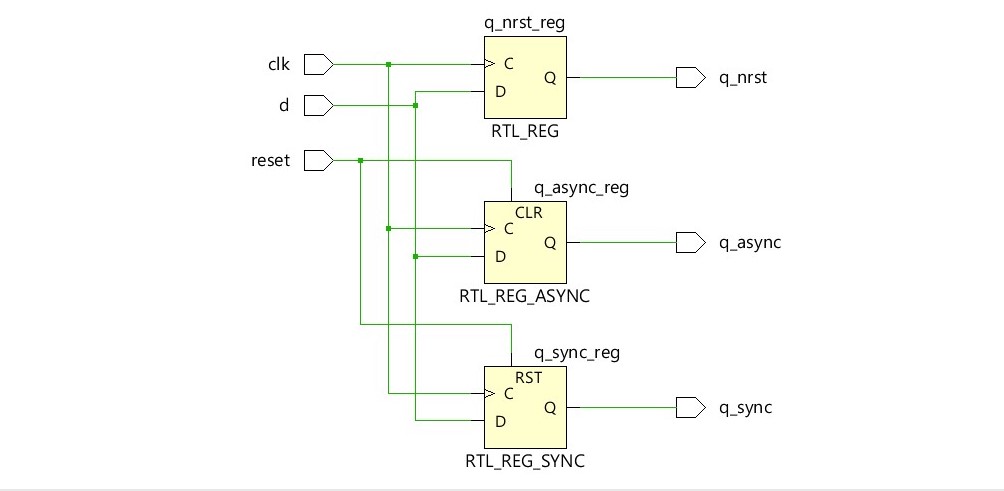 q_nrst_reg
clk
C
Q
q_nrst
d
D
RTL_REG
reset
q_async_reg
CLR
C
Q
q_async
D
RTL_REG_ASYNC
q_sync_reg
RST
C
Q
q_sync
D
RTL_REG_SYNC